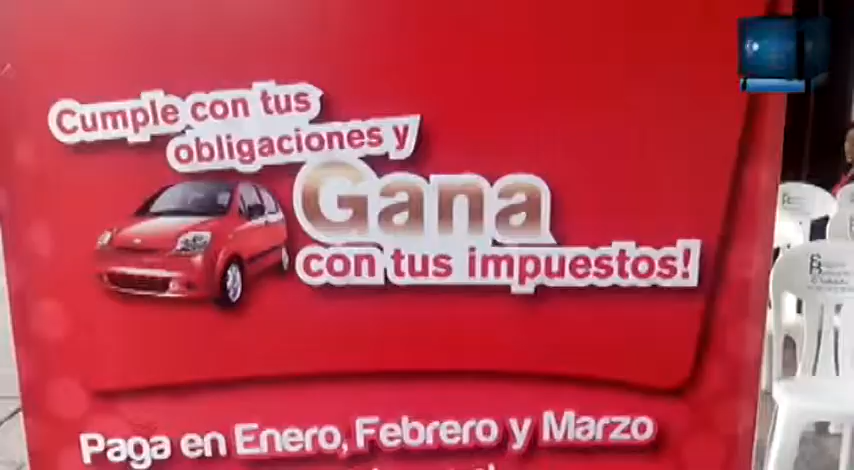 Cumple con tus
obligaciones y
Gana
con tus impuestos!
Paga en Enero, Febrero y Marzo